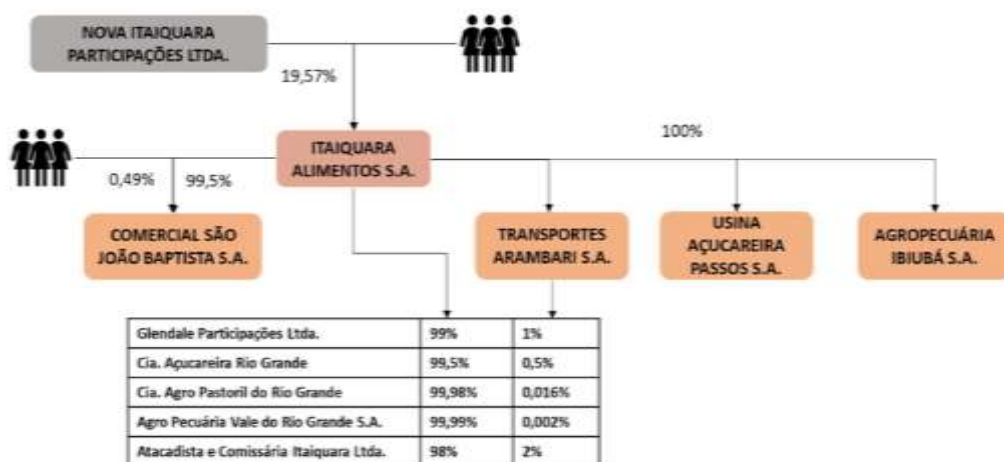 NOVA ITAIQUARA
PARTICIPAÇÕES LTDA.
19,57%
ITAIQUARA
ALIMENTOS S.A.
100%
0,49%
99,5%
COMERCIAL SÃO
JOÃO BAPTISTA S.A.
TRANSPORTES
ARAMBARI S.A.
USINA
AÇUCAREIRA
PASSOS S.A.
AGROPECUÁRIA
IBIUBÁ S.A.
Glendale Participações Ltda. 99% 1%
Cia. Açucareira Rio Grande 99,5% 0,5%
Cia. Agro Pastoril do Rio Grande 99,98% 0,016%
Agro Pecuária Vale do Rio Grande S.A. 99,99% 0,002%
Atacadista e Comissária Itaiquara Ltda. 98% 2%